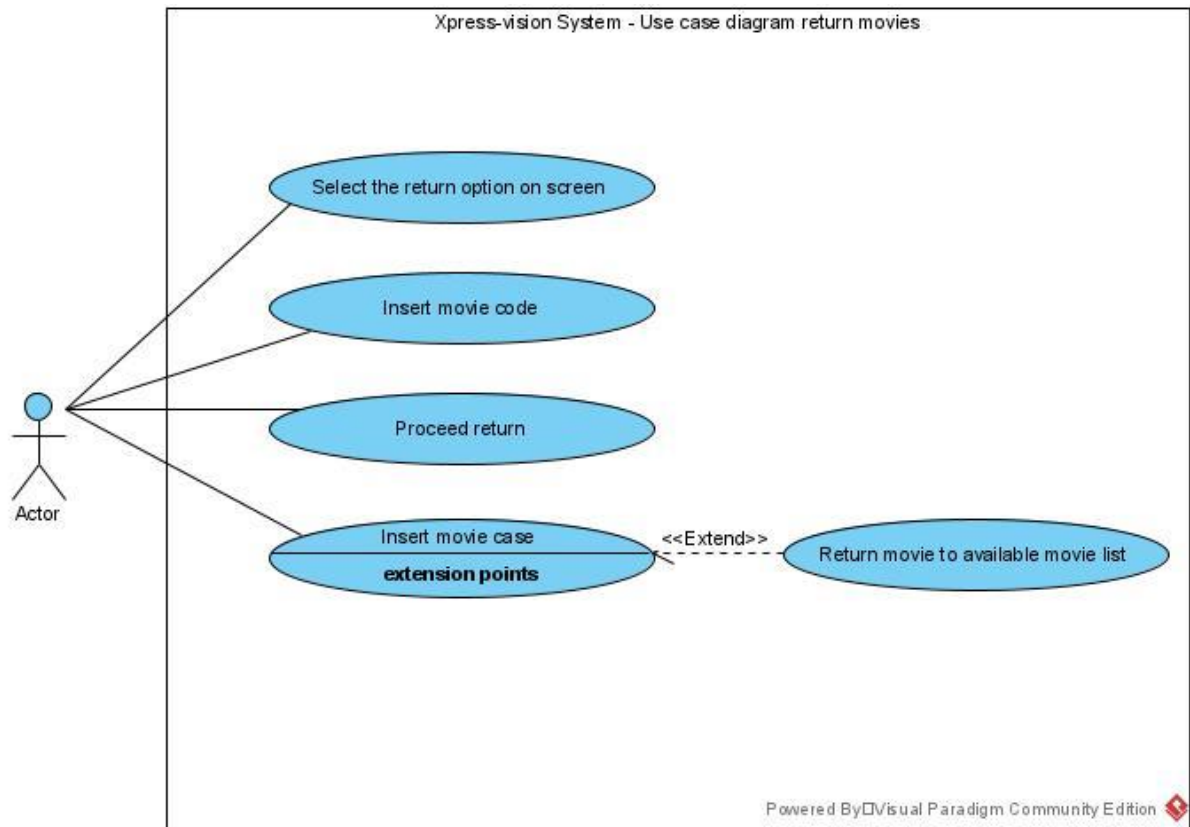 Xpress-vision System - Use case diagram return movies
Select the return option on screen
Insert movie code
Proceed return
Actor
Insert movie case
extension points
<<Extend>>
Return movie to available movie list
Powered By□Visual Paradigm Community Edition